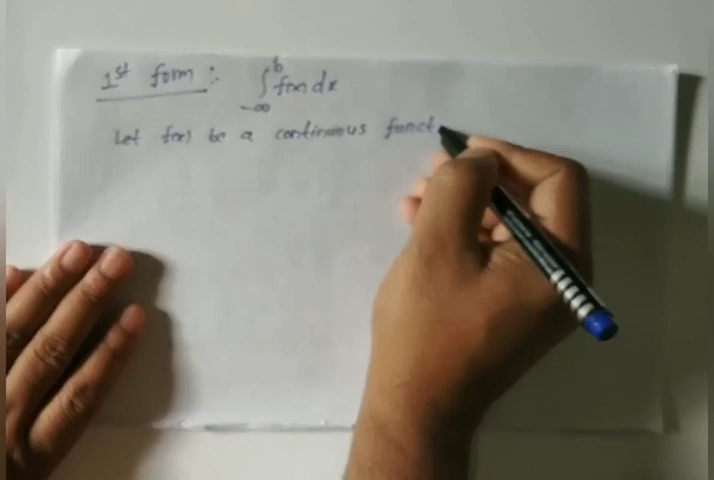 1st form :- ∫_{-∞}^{b} f(x) dx
Let f(x) be a continuous funct